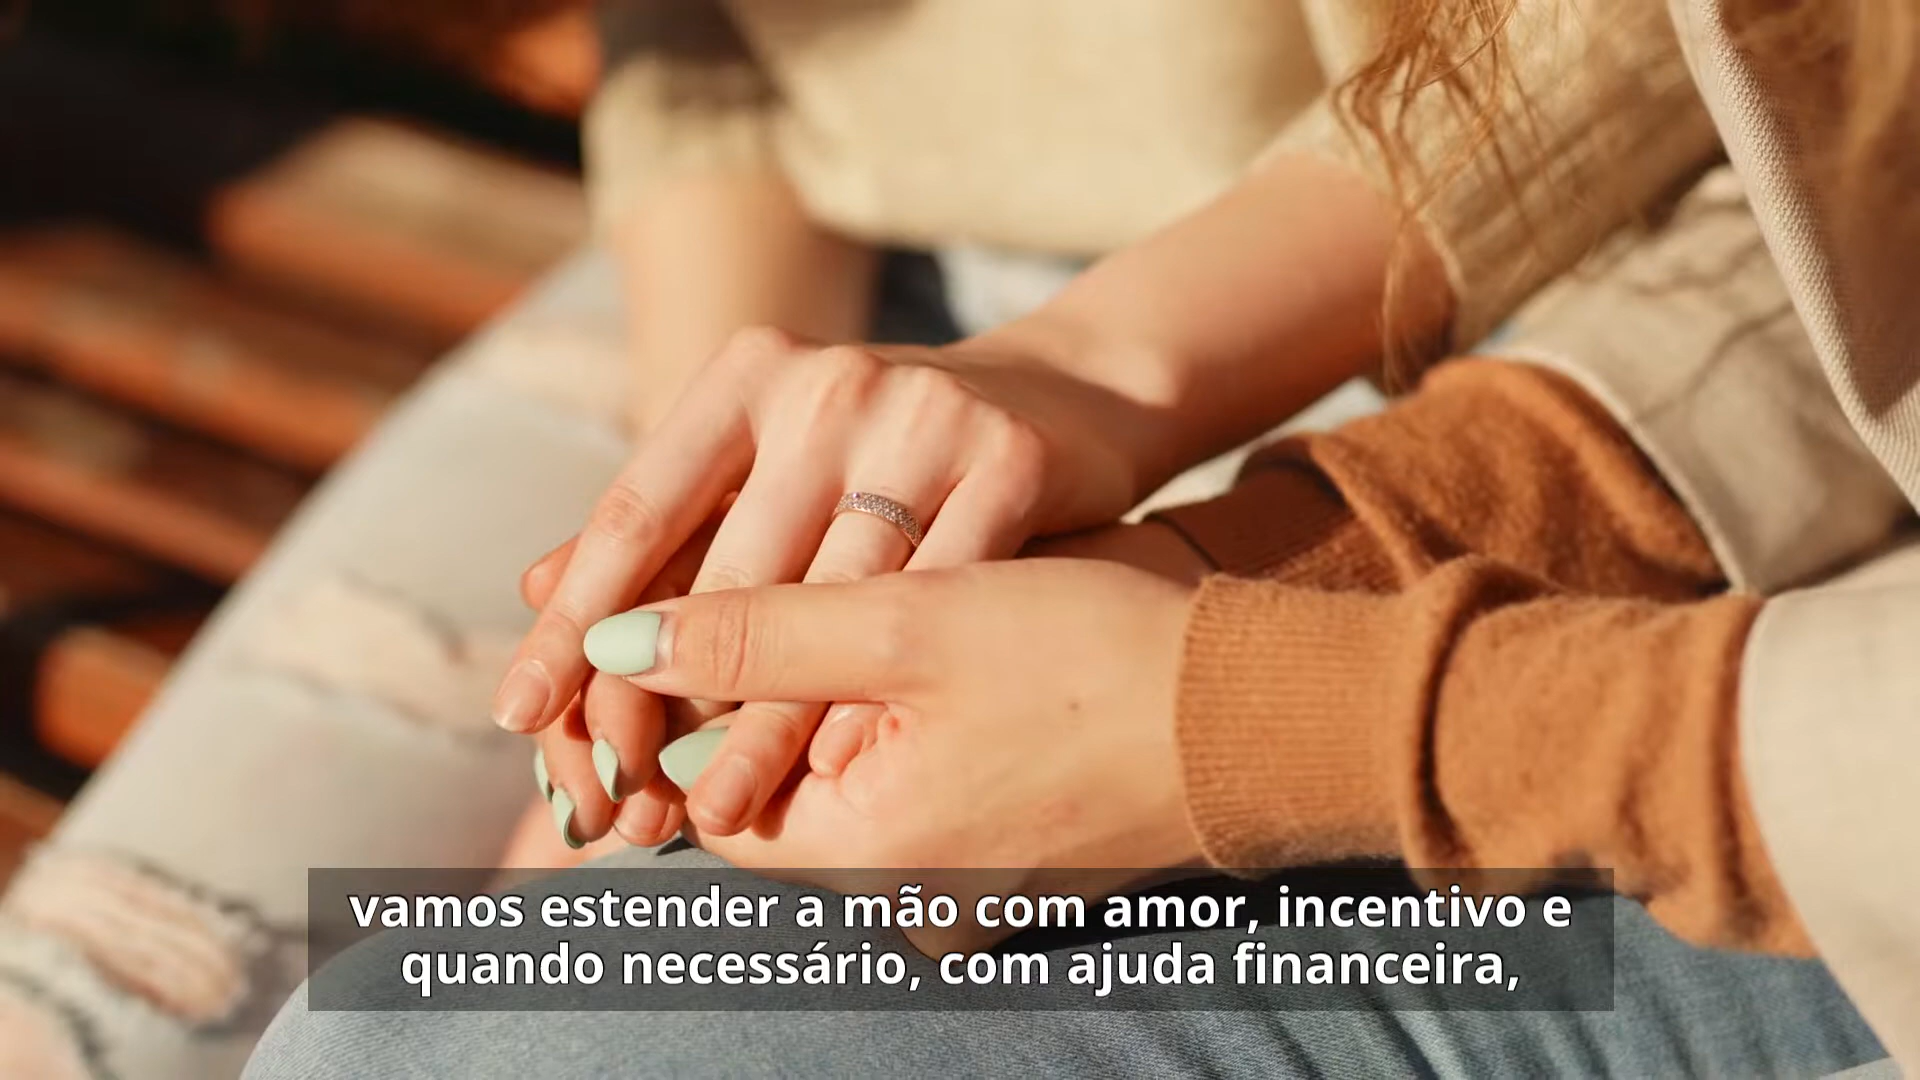 vamos estender a mão com amor, incentivo e
quando necessário, com ajuda financeira,